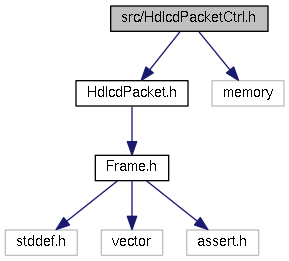 src/HdlcdPacketCtrl.h
HdlcdPacket.h
memory
Frame.h
stddef.h
vector
assert.h